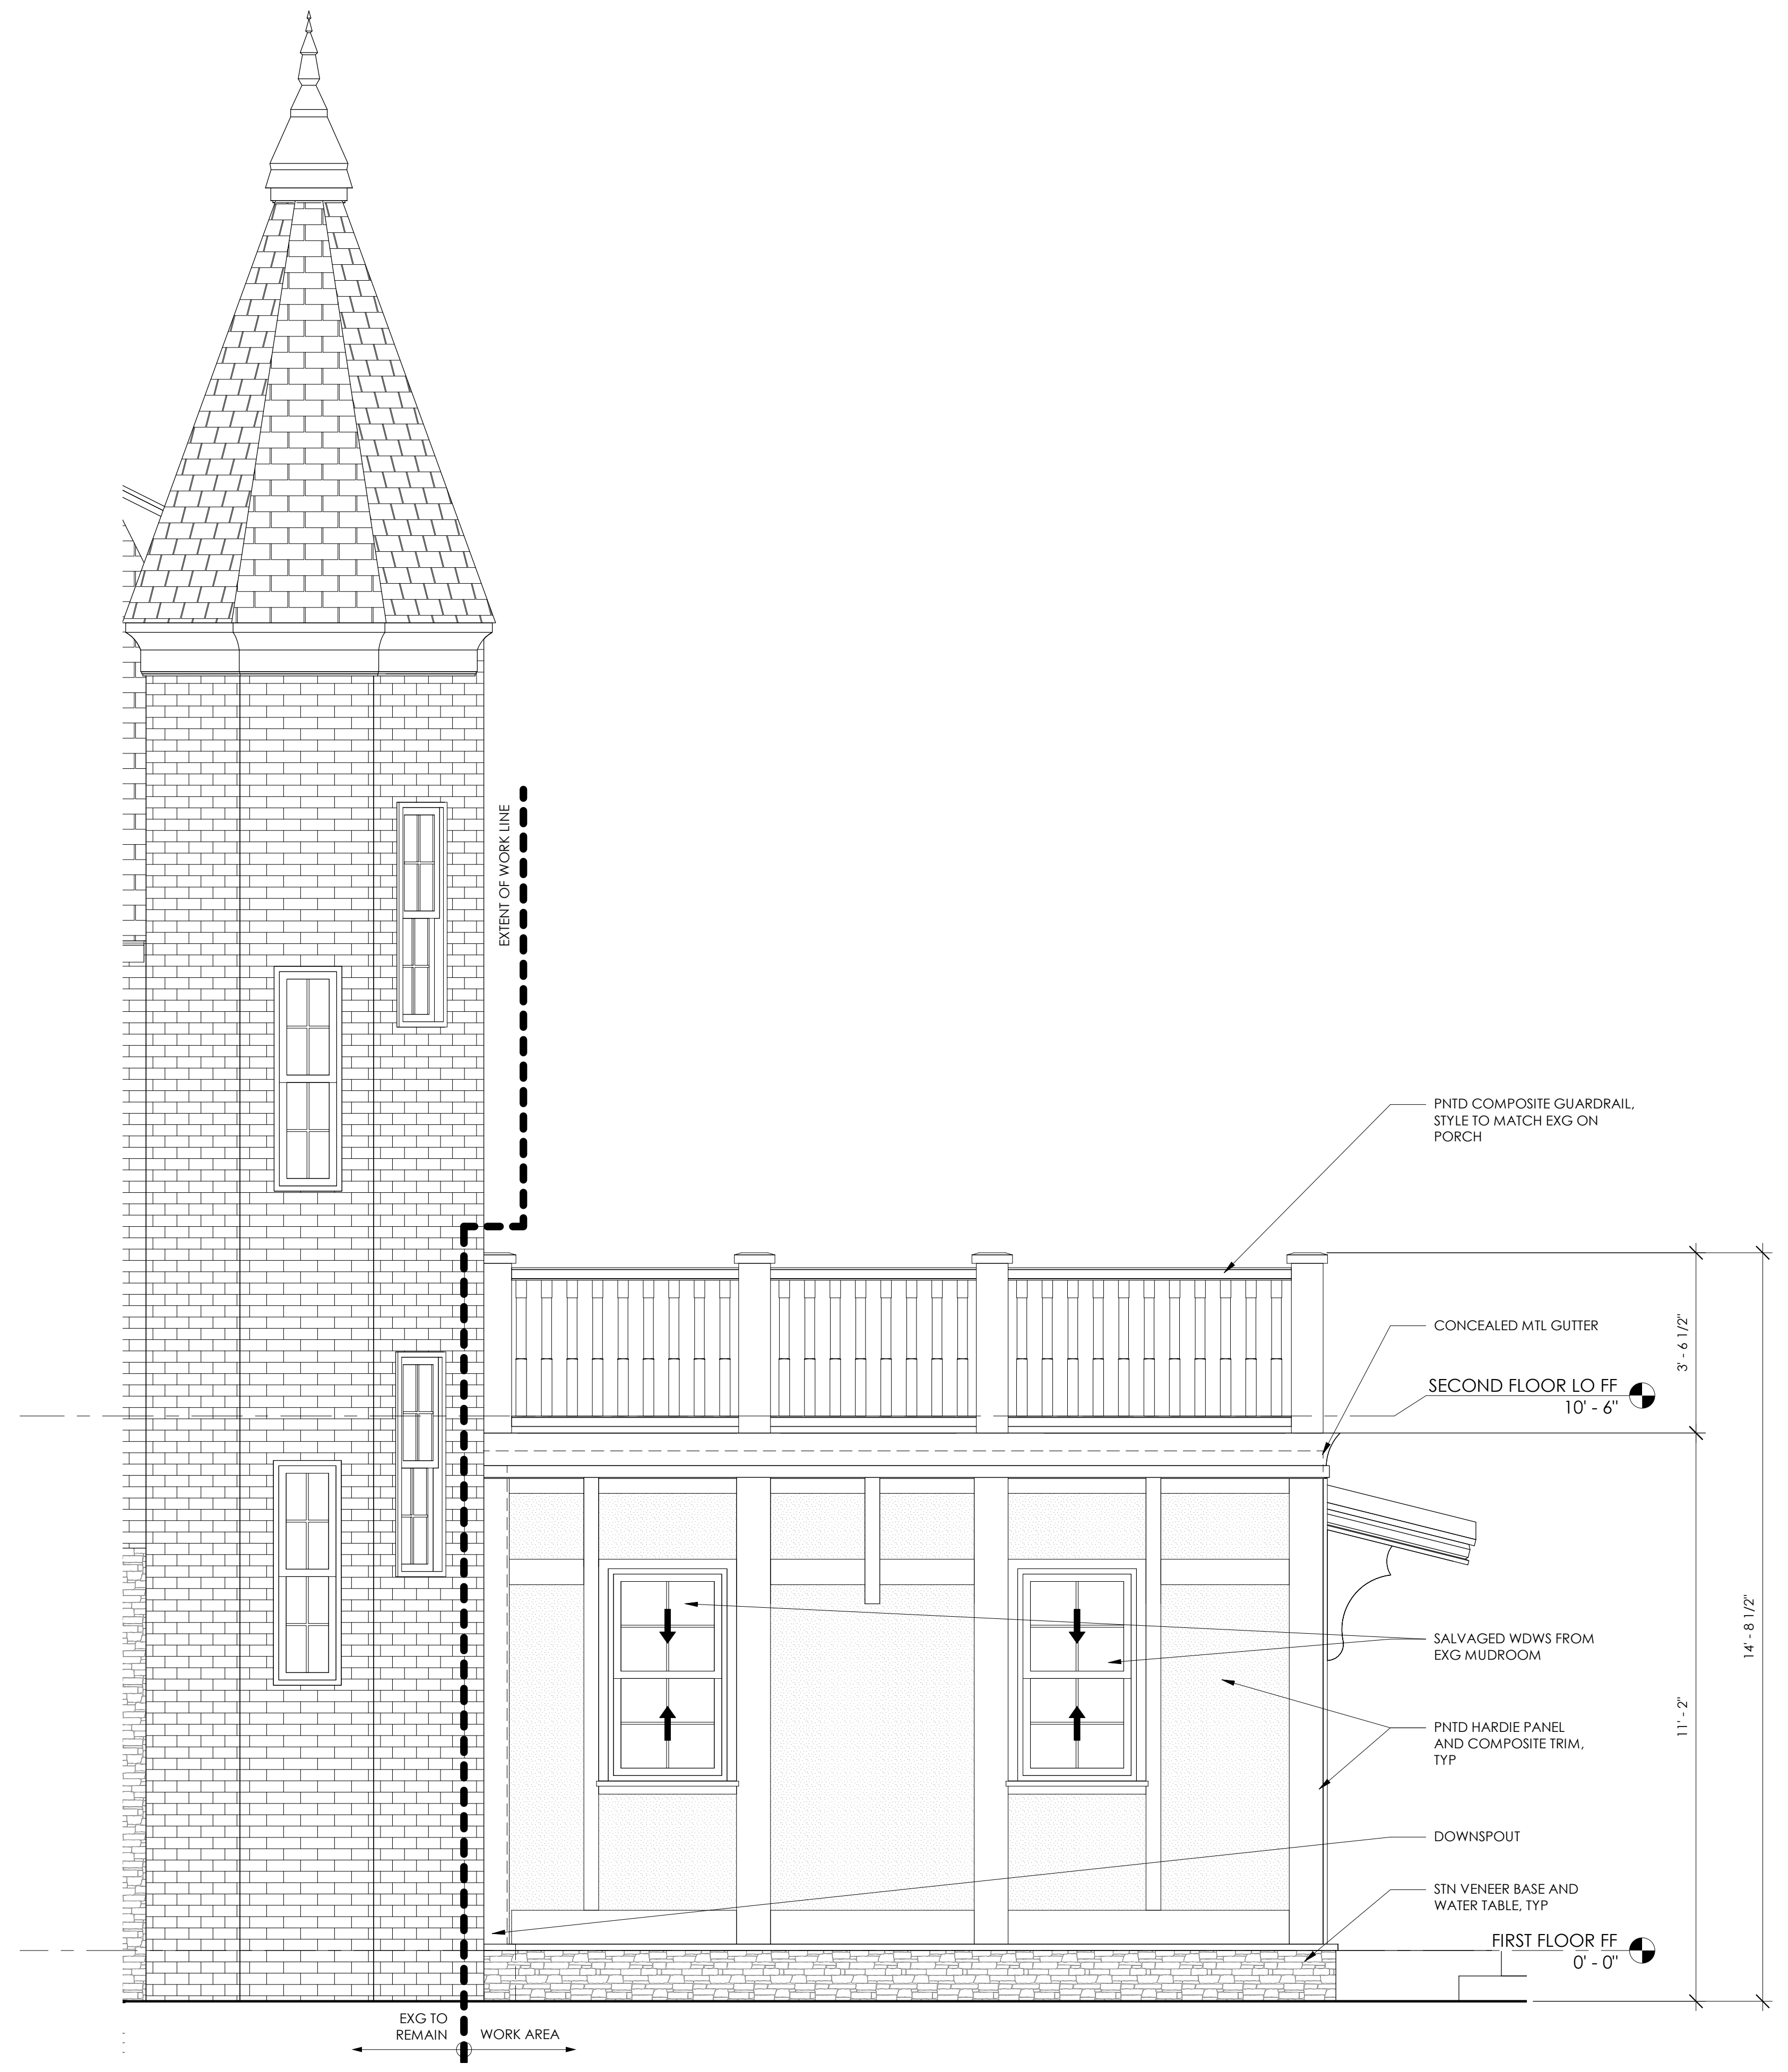 EXTENT OF WORK LINE
PNTD COMPOSITE GUARDRAIL,
STYLE TO MATCH EXG ON
PORCH
CONCEALED MTL GUTTER
3' - 6 1/2"
SECOND FLOOR LO FF
10' - 6"
14' - 8 1/2"
SALVAGED WDWS FROM
EXG MUDROOM
11' - 2"
PNTD HARDIE PANEL
AND COMPOSITE TRIM,
TYP
DOWNSPOUT
STN VENEER BASE AND
WATER TABLE, TYP
FIRST FLOOR FF
0' - 0"
EXG TO
REMAIN
WORK AREA